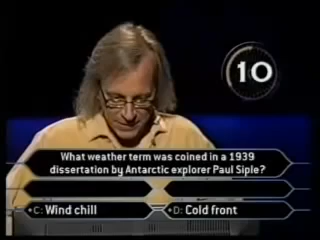 10
What weather term was coined in a 1939
dissertation by Antarctic explorer Paul Siple?
C: Wind chill
D: Cold front